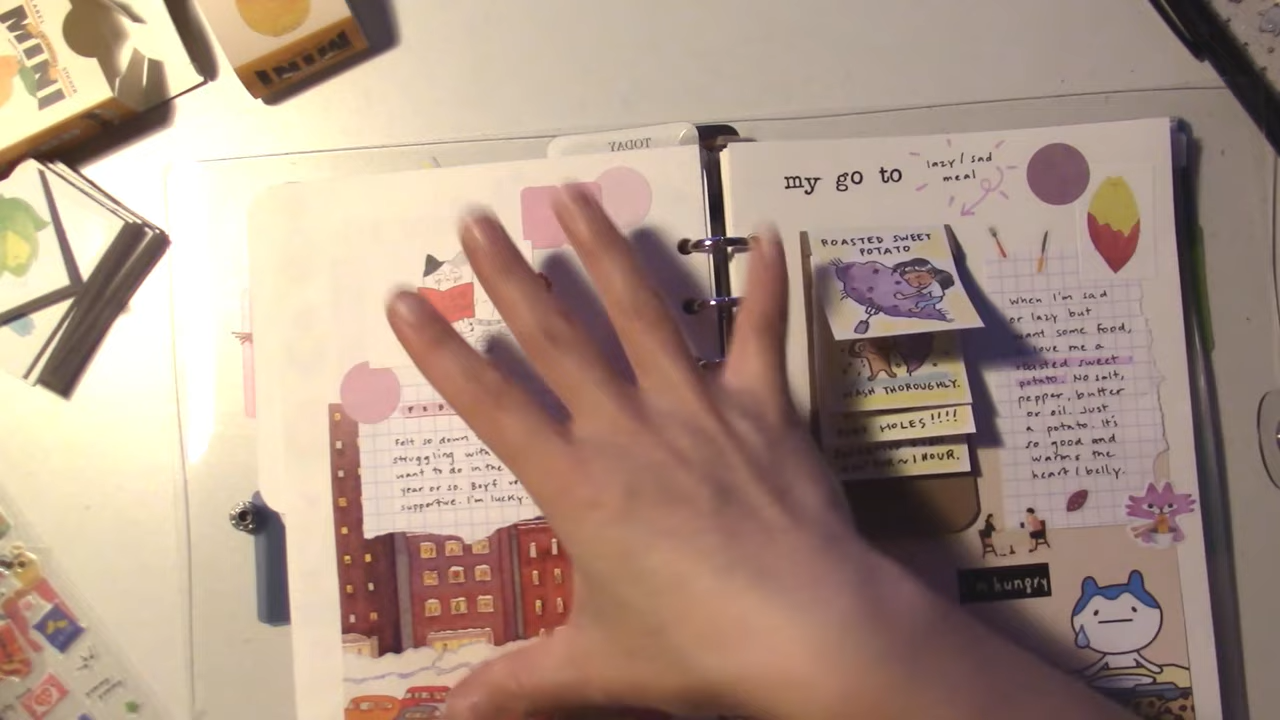 MINI
MINI
TODAY
my go to
lazy / sad
meal
ROASTED SWEET
POTATO
WASH THOROUGHLY.
HOLES!!!!
1 HOUR.
When I'm sad
or lazy but
want some food,
love me a
roasted sweet
potato. No salt,
pepper, butter
or oil. Just
a potato. It's
so good and
warms the
heart / belly.
hungry
Felt so down
struggling with
want to do in the
year or so. Boyf
supportive. I'm lucky.